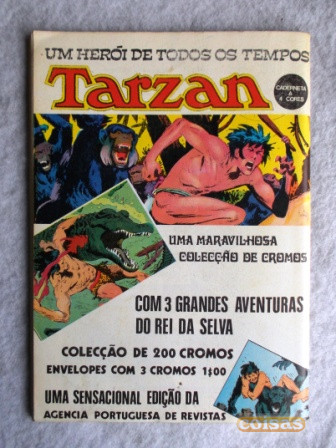 UM HERÓI DE TODOS OS TEMPOS
Tarzan
CADERNETA
A
4 CORES
UMA MARAVILHOSA
COLECÇÃO DE CROMOS
COM 3 GRANDES AVENTURAS
DO REI DA SELVA
COLECÇÃO DE 200 CROMOS
ENVELOPES COM 3 CROMOS 1$00
UMA SENSACIONAL EDIÇÃO DA
AGENCIA PORTUGUESA DE REVISTAS
coisas